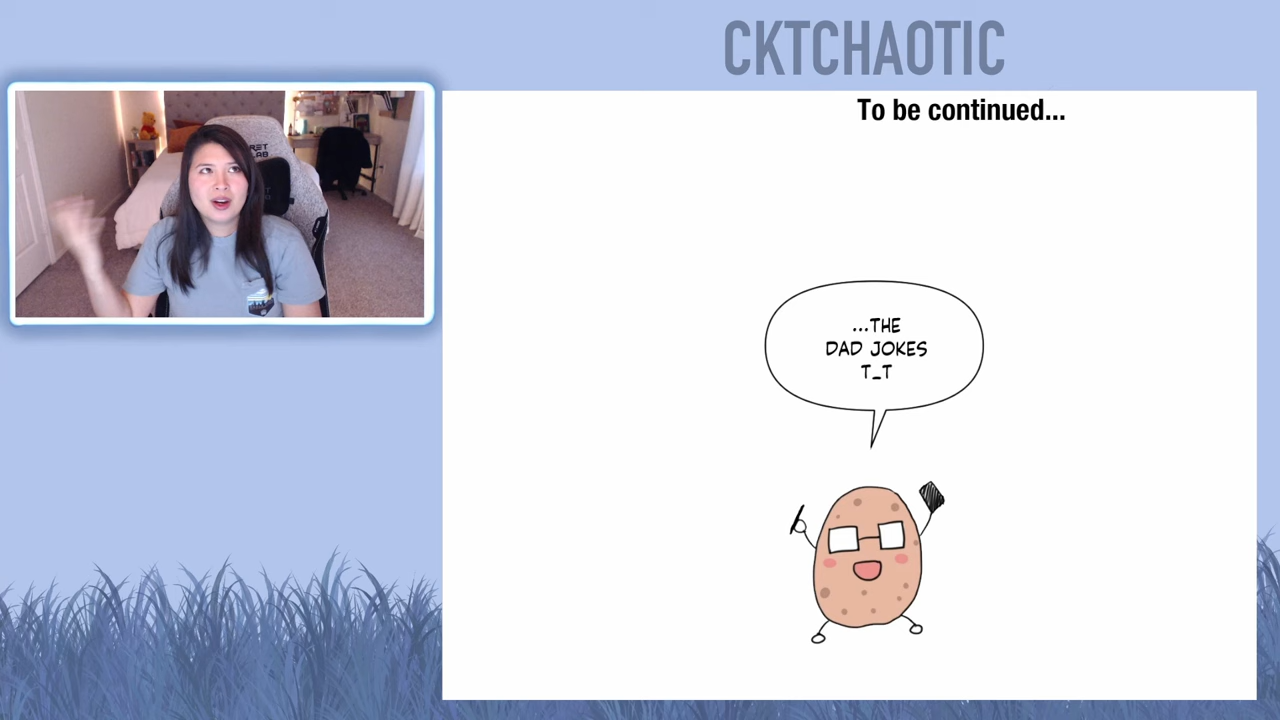 CKTCHAOTIC
To be continued...
...THE
DAD JOKES
T_T